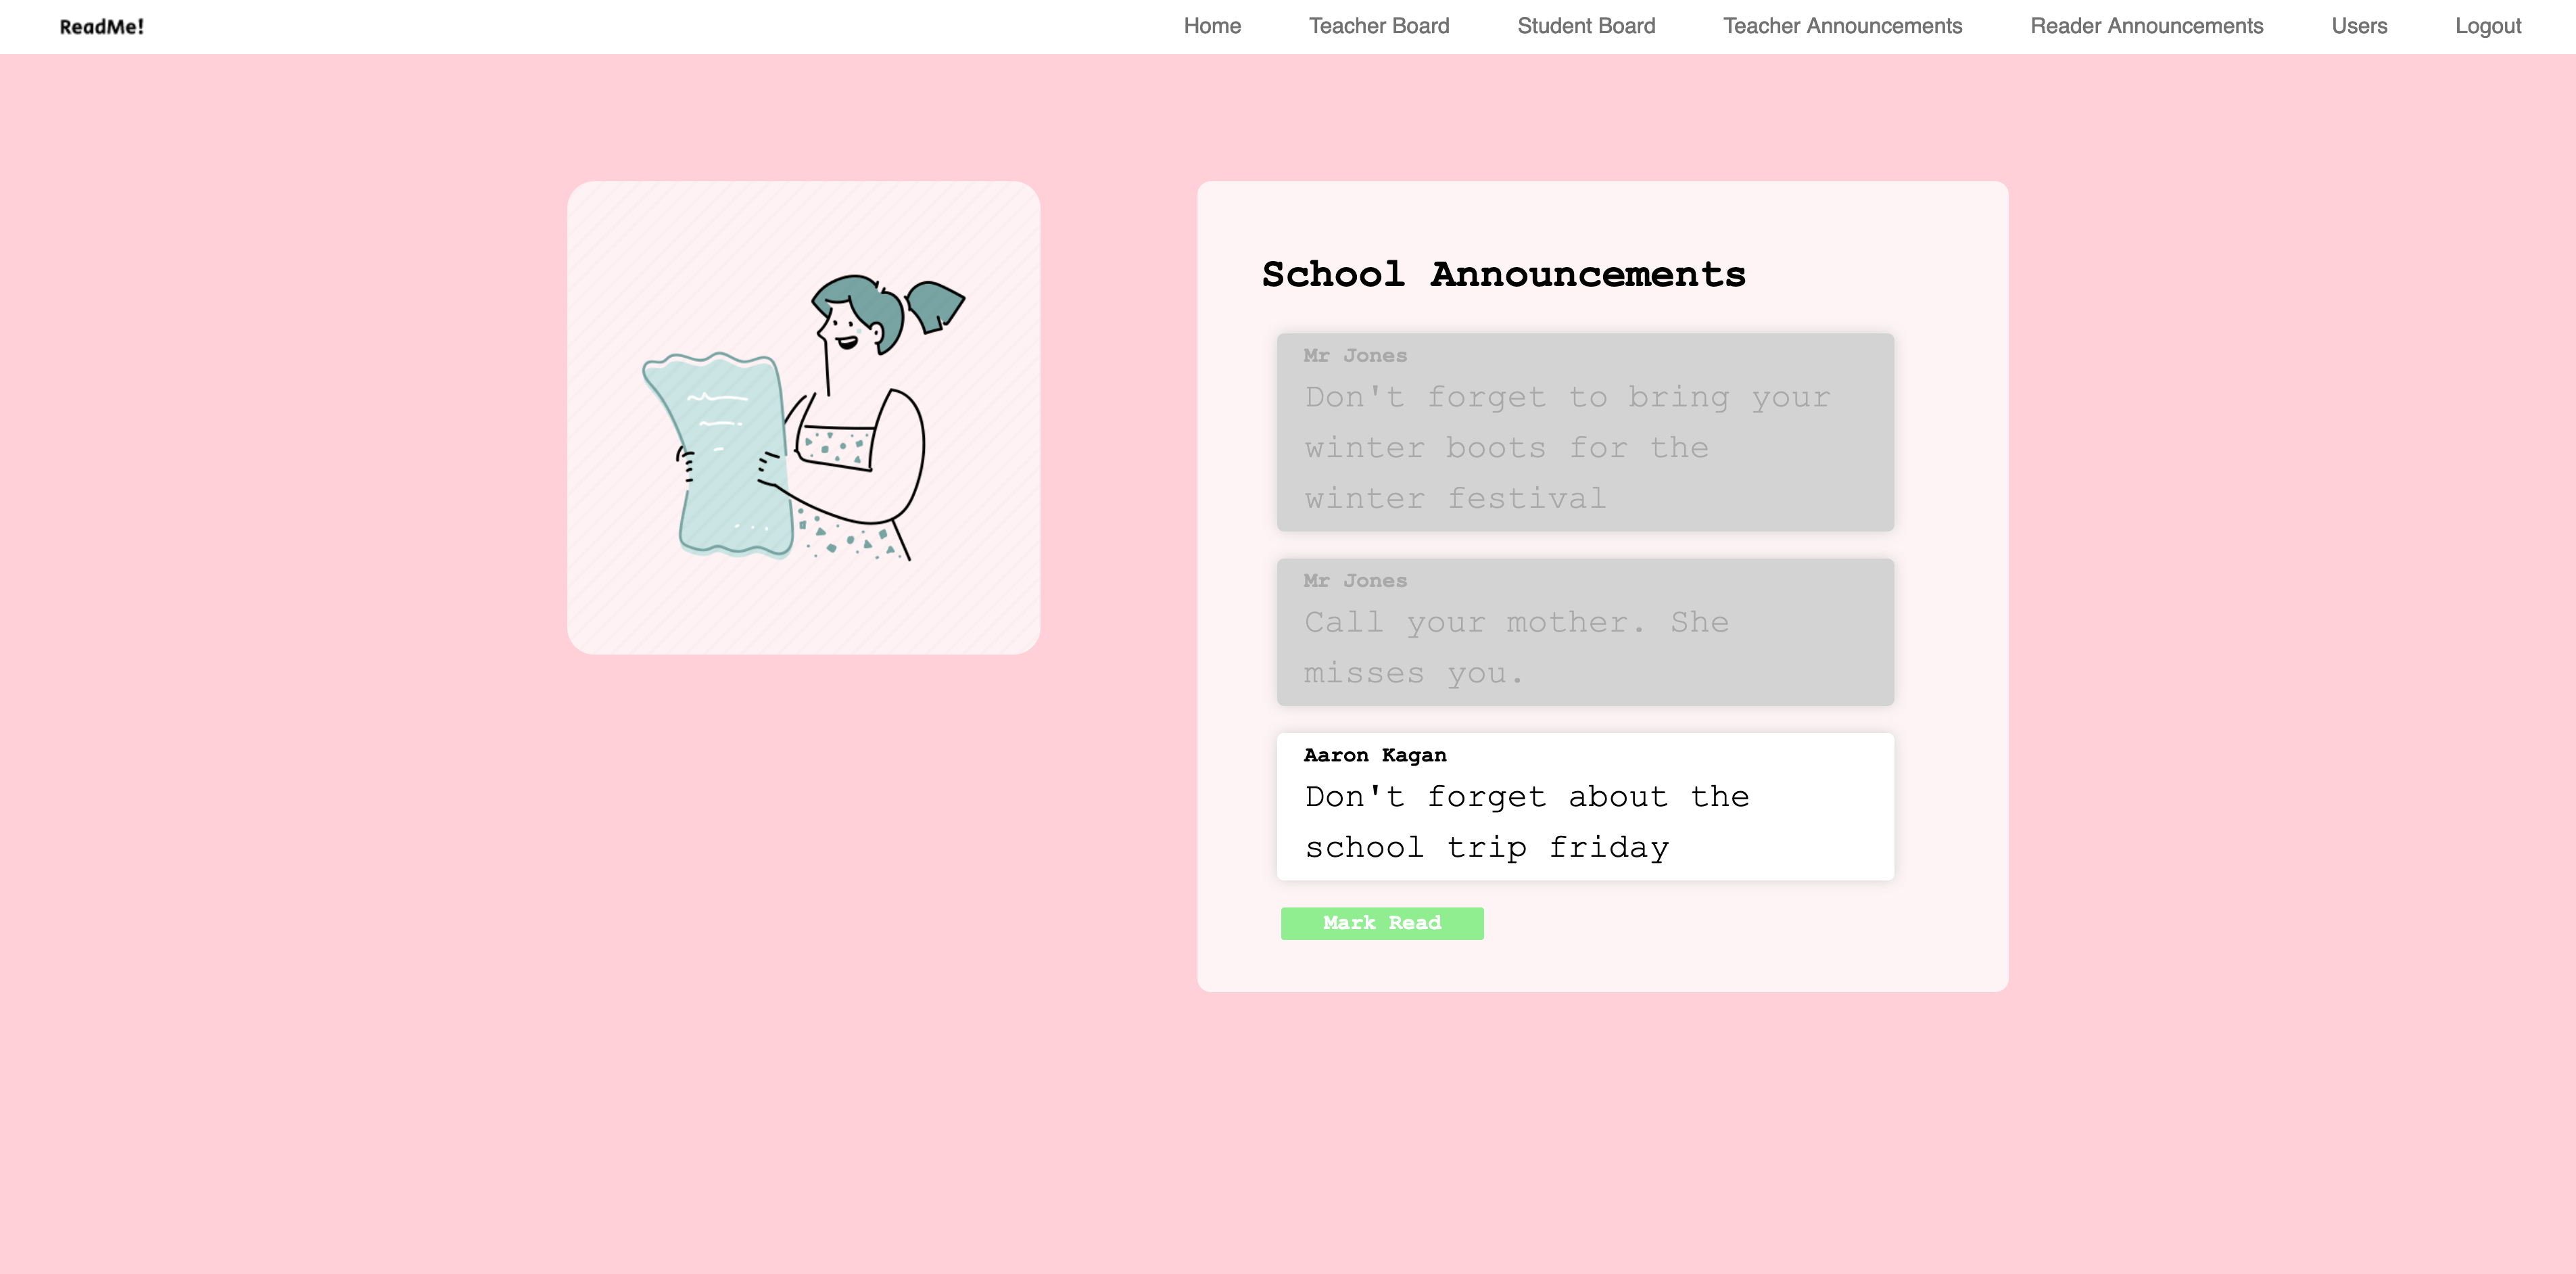 ReadMe!
Home Teacher Board Student Board Teacher Announcements Reader Announcements Users Logout
School Announcements
Mr Jones
Don't forget to bring your
winter boots for the
winter festival
Mr Jones
Call your mother. She
misses you.
Aaron Kagan
Don't forget about the
school trip friday
Mark Read